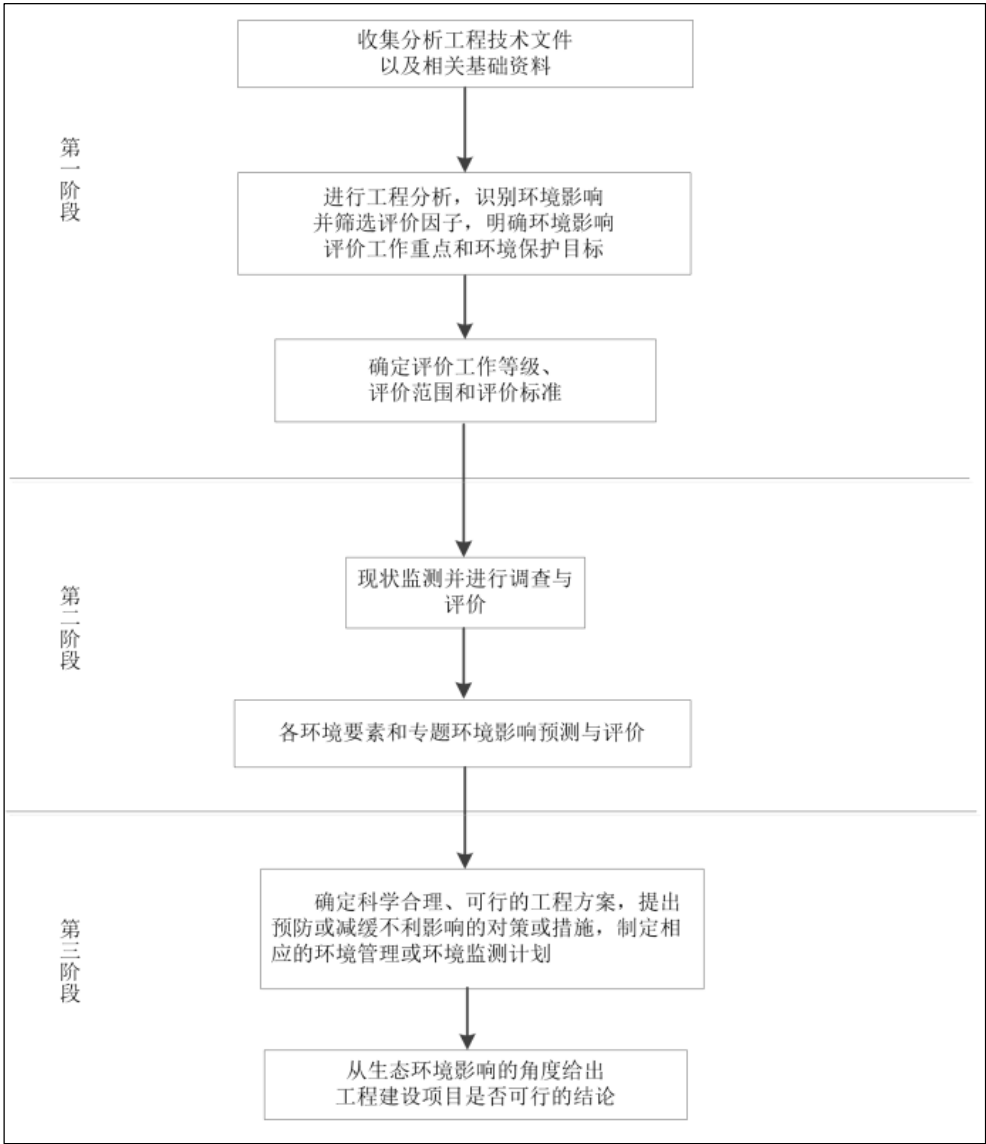 收集分析工程技术文件
以及相关基础资料
第一阶段
进行工程分析，识别环境影响
并筛选评价因子，明确环境影响
评价工作重点和环境保护目标
确定评价工作等级、
评价范围和评价标准
第二阶段
现状监测并进行调查与
评价
各环境要素和专题环境影响预测与评价
第三阶段
确定科学合理、可行的工程方案，提出
预防或减缓不利影响的对策或措施，制定相
应的环境管理或环境监测计划
从生态环境影响的角度给出
工程建设项目是否可行的结论